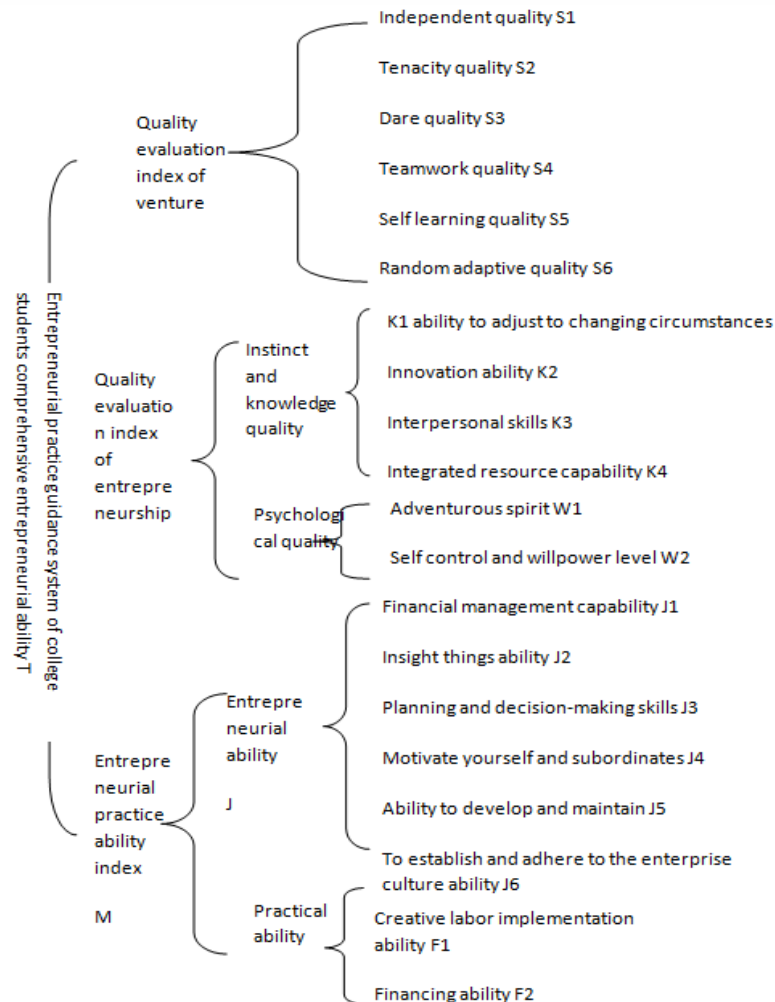 Entrepreneurial practice guidance system of college
students comprehensive entrepreneurial ability T
Quality
evaluation
index of
venture
Independent quality S1
Tenacity quality S2
Dare quality S3
Teamwork quality S4
Self learning quality S5
Random adaptive quality S6
Quality
evaluatio
n index
of
entrepre
neurship
Instinct
and
knowledge
quality
K1 ability to adjust to changing circumstances
Innovation ability K2
Interpersonal skills K3
Integrated resource capability K4
Psychologi
cal quality
Adventurous spirit W1
Self control and willpower level W2
Entrepre
neurial
practice
ability
index
M
Entrepre
neurial
ability
J
Financial management capability J1
Insight things ability J2
Planning and decision-making skills J3
Motivate yourself and subordinates J4
Ability to develop and maintain J5
To establish and adhere to the enterprise
culture ability J6
Practical
ability
Creative labor implementation
ability F1
Financing ability F2